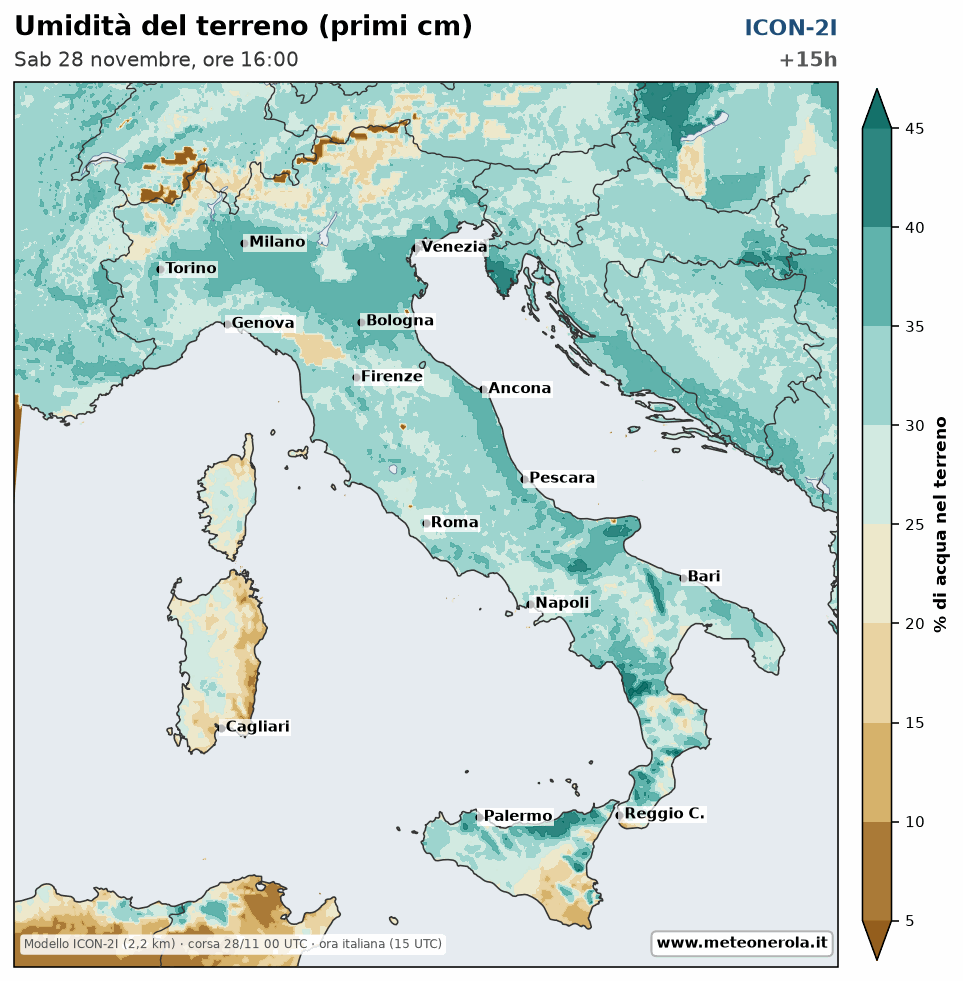 Umidità del terreno (primi cm)
ICON-2I
Sab 28 novembre, ore 16:00
+15h
Milano
Venezia
Torino
Genova
Bologna
Firenze
Ancona
Pescara
Roma
Bari
Napoli
Cagliari
Palermo
Reggio C.
45
40
35
30
25
20
15
10
5
% di acqua nel terreno
Modello ICON-2I (2,2 km) · corsa 28/11 00 UTC · ora italiana (15 UTC)
www.meteonerola.it